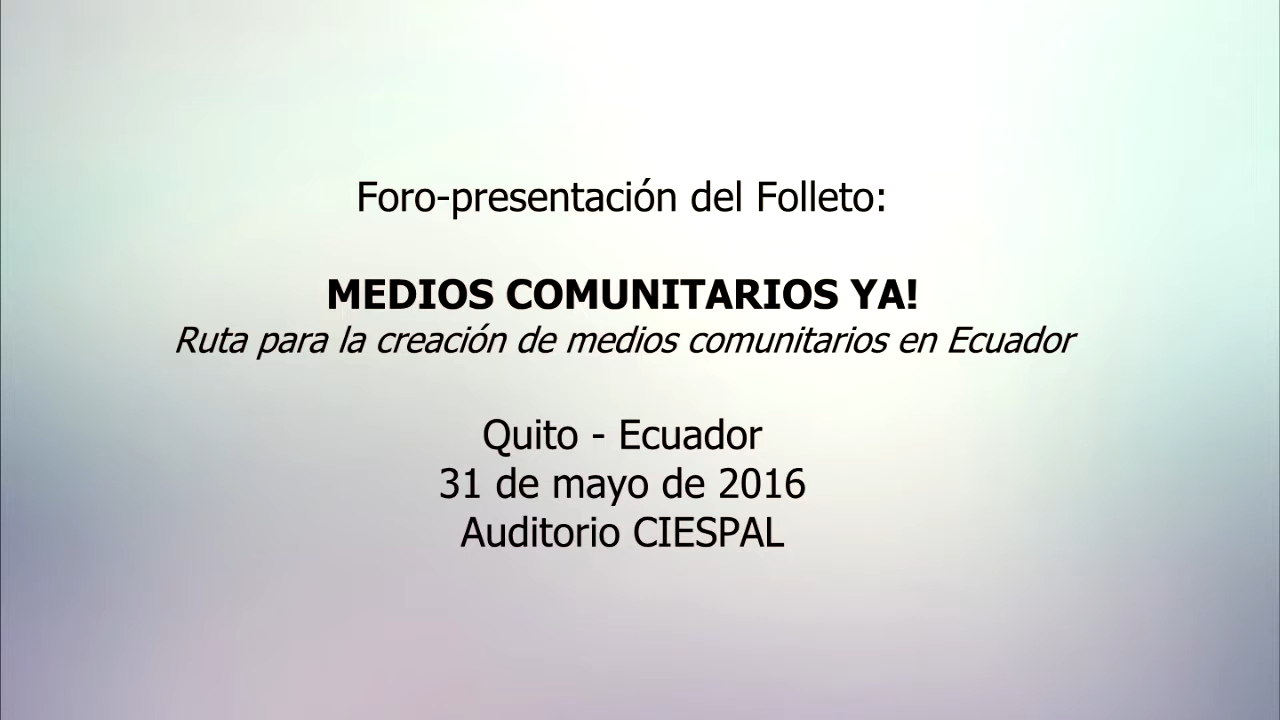 Foro-presentación del Folleto:
MEDIOS COMUNITARIOS YA!
Ruta para la creación de medios comunitarios en Ecuador
Quito - Ecuador
31 de mayo de 2016
Auditorio CIESPAL